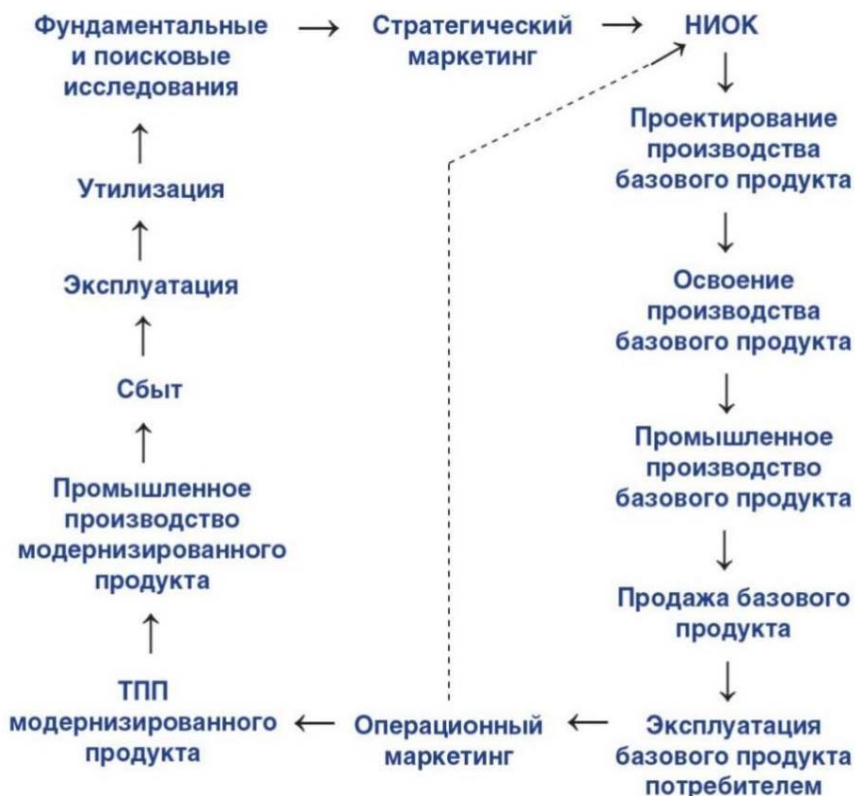 Фундаментальные
и поисковые
исследования
Стратегический
маркетинг
НИОК
Проектирование
производства
базового продукта
Освоение
производства
базового продукта
Промышленное
производство
базового продукта
Продажа базового
продукта
Эксплуатация
базового продукта
потребителем
Операционный
маркетинг
ТПП
модернизированного
продукта
Промышленное
производство
модернизированного
продукта
Сбыт
Эксплуатация
Утилизация